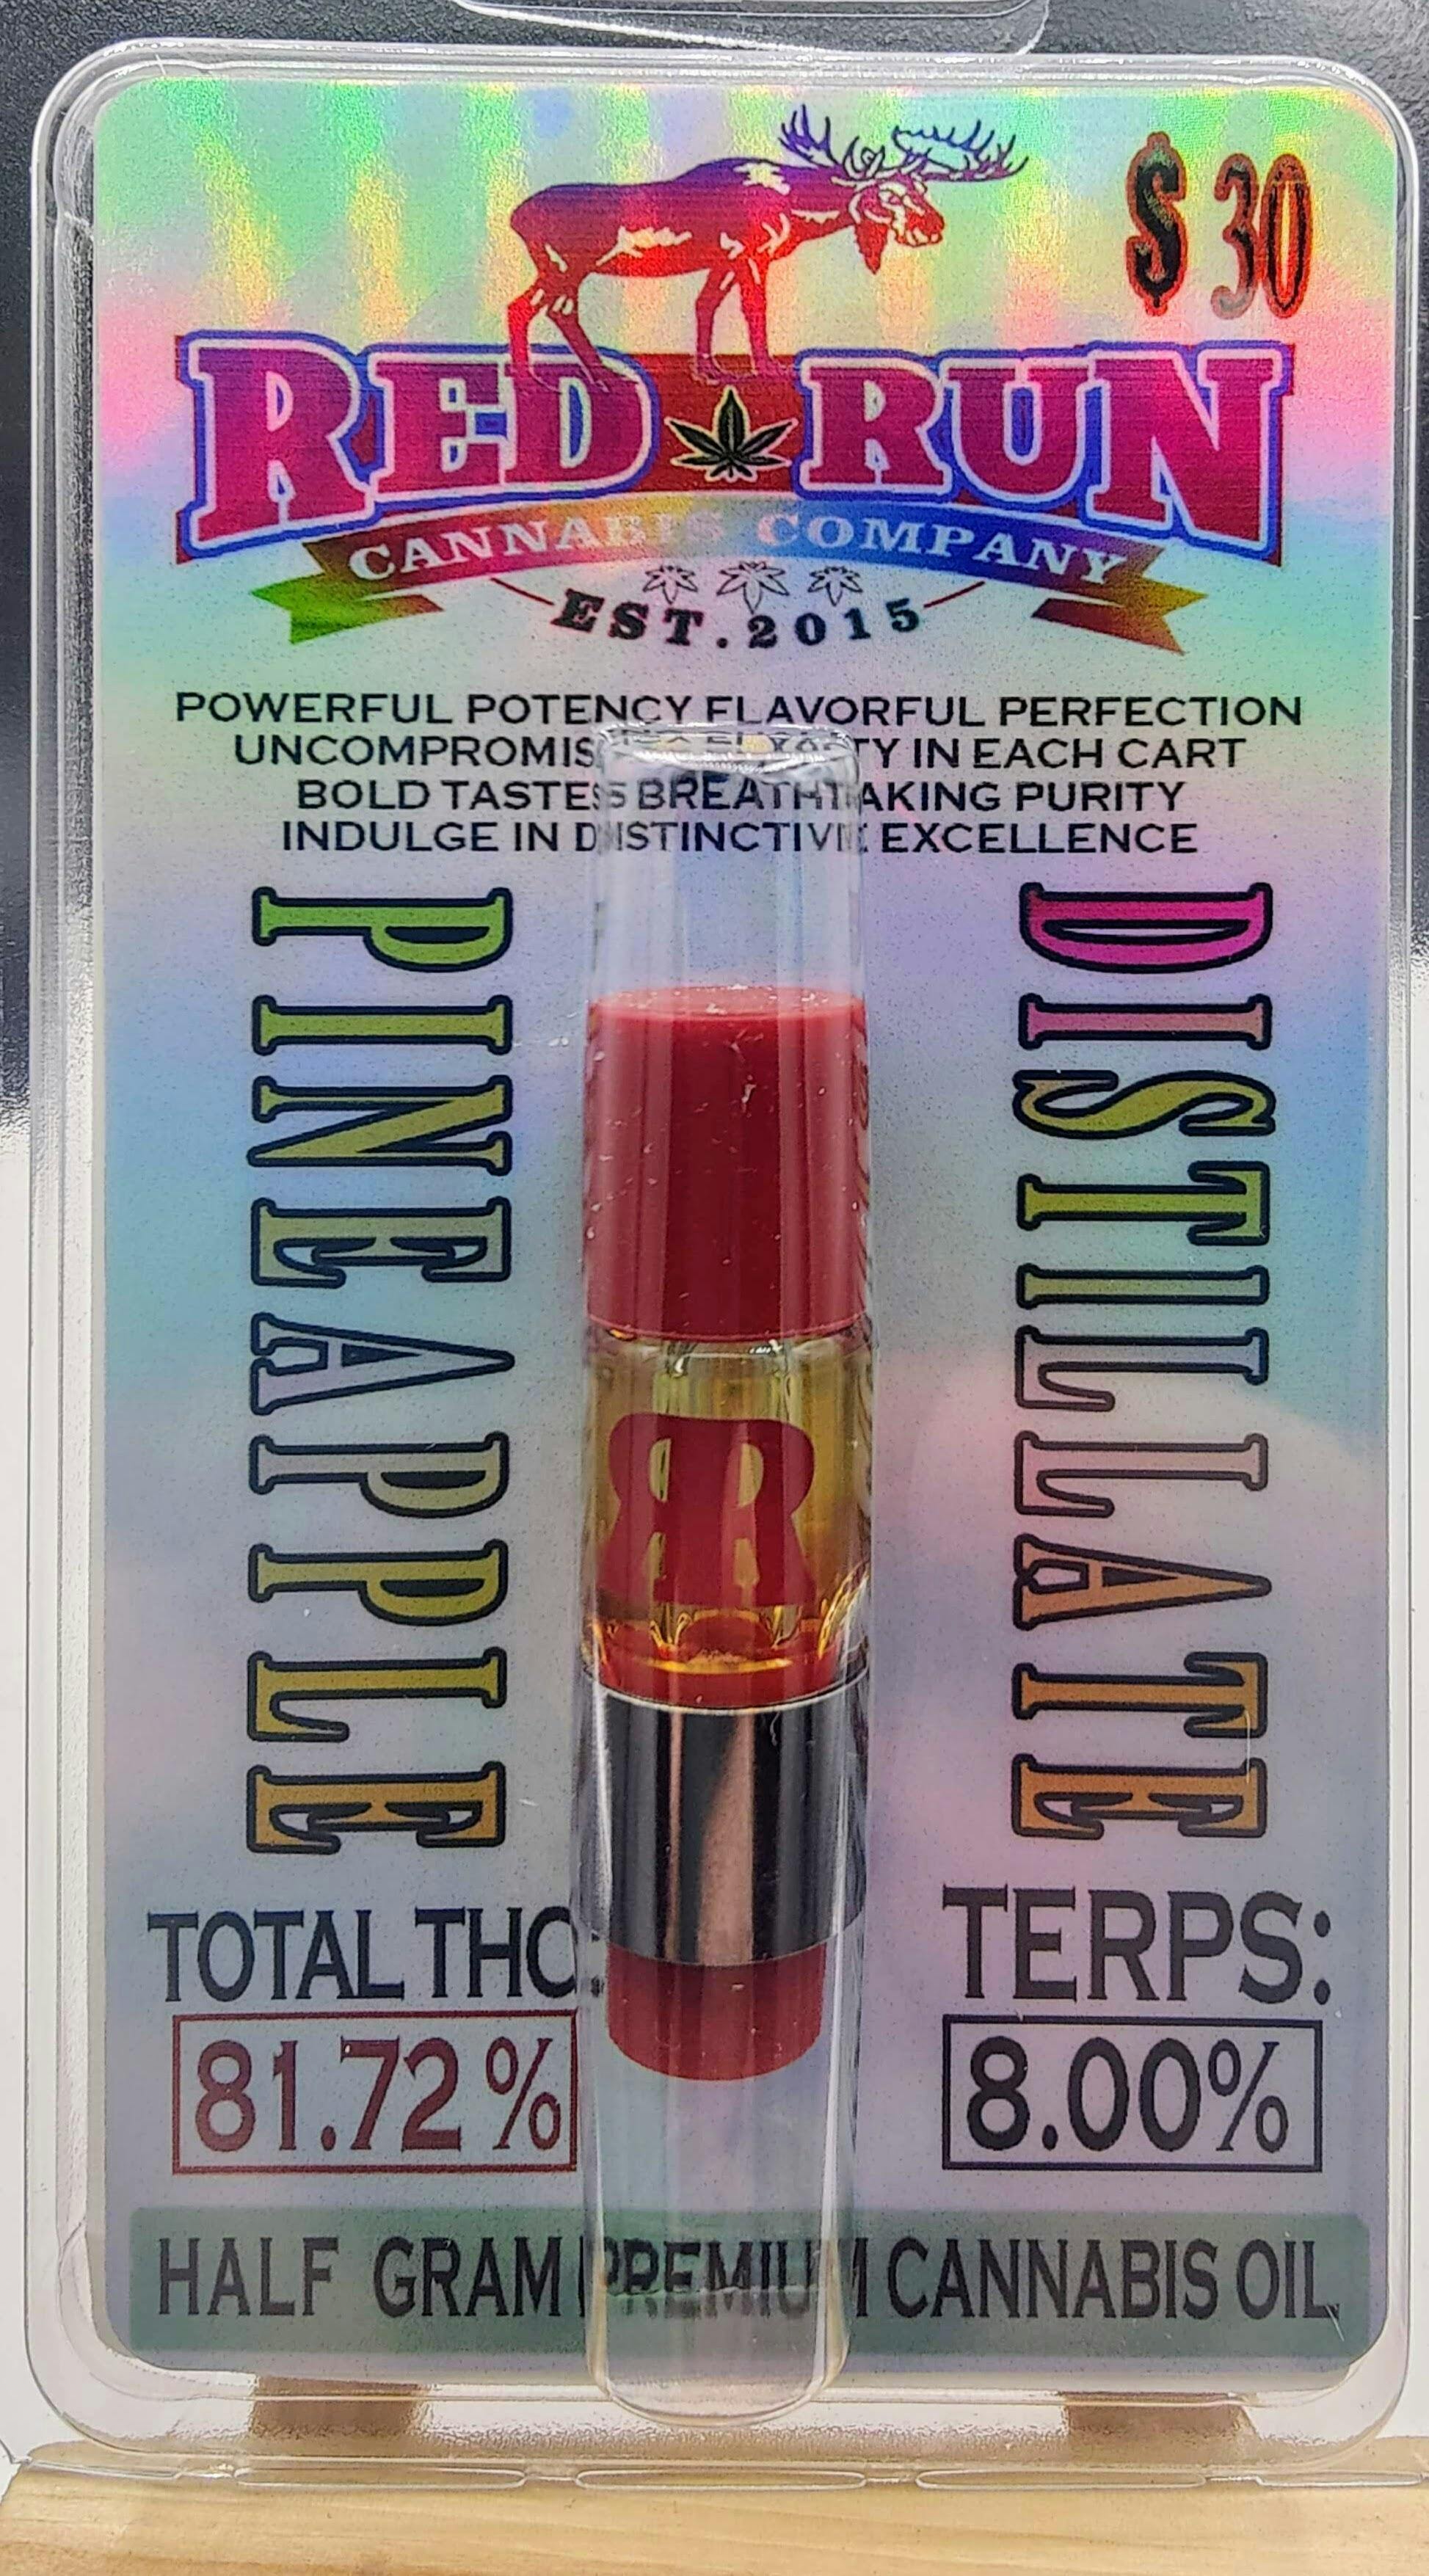 $ 30
RED RUN
CANNABIS COMPANY
EST. 2015
POWERFUL POTENCY FLAVORFUL PERFECTION
IN EACH CART
BOLD TASTES BREATHTAKING PURITY
INDULGE IN DISTINCTIVE EXCELLENCE
PINEAPPLE
DISTILLATE
TOTAL THC:
81.72%
TERPS:
8.00%
RR
HALF GRAM PREMIUM CANNABIS OIL